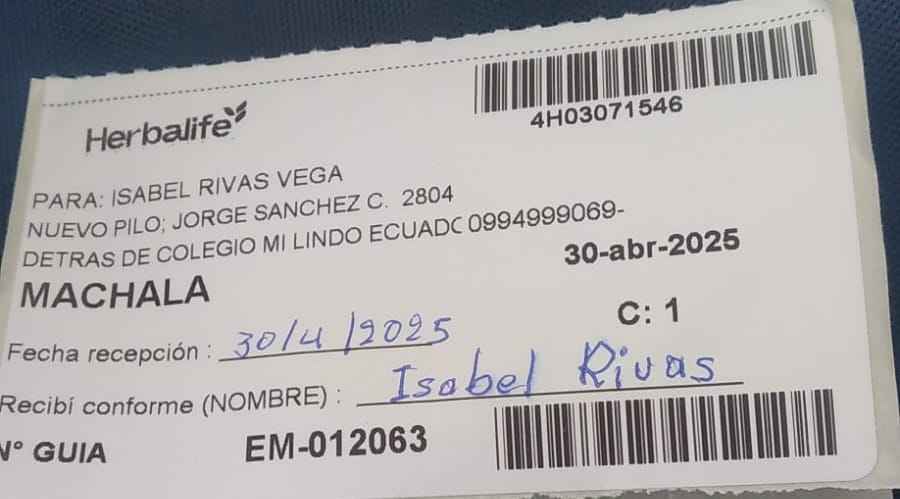 Herbalife
4H03071546
PARA: ISABEL RIVAS VEGA
NUEVO PILO; JORGE SANCHEZ C. 2804
DETRAS DE COLEGIO MI LINDO ECUADC 0994999069-
MACHALA
30-abr-2025
C: 1
Fecha recepción : 30/4/2025
Recibí conforme (NOMBRE) : Isabel Rivas
N° GUIA EM-012063